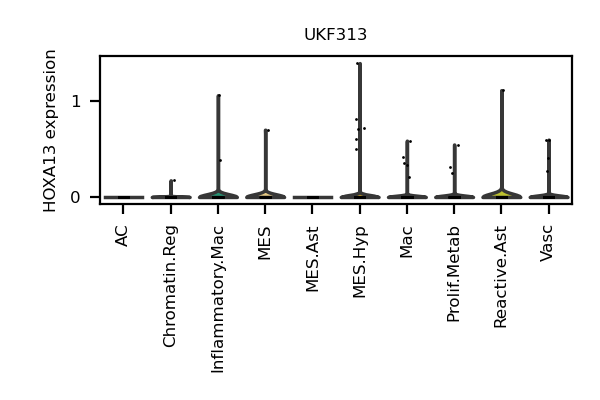 UKF313
HOXA13 expression
1
0
AC
Chromatin.Reg
Inflammatory.Mac
MES
MES.Ast
MES.Hyp
Mac
Prolif.Metab
Reactive.Ast
Vasc